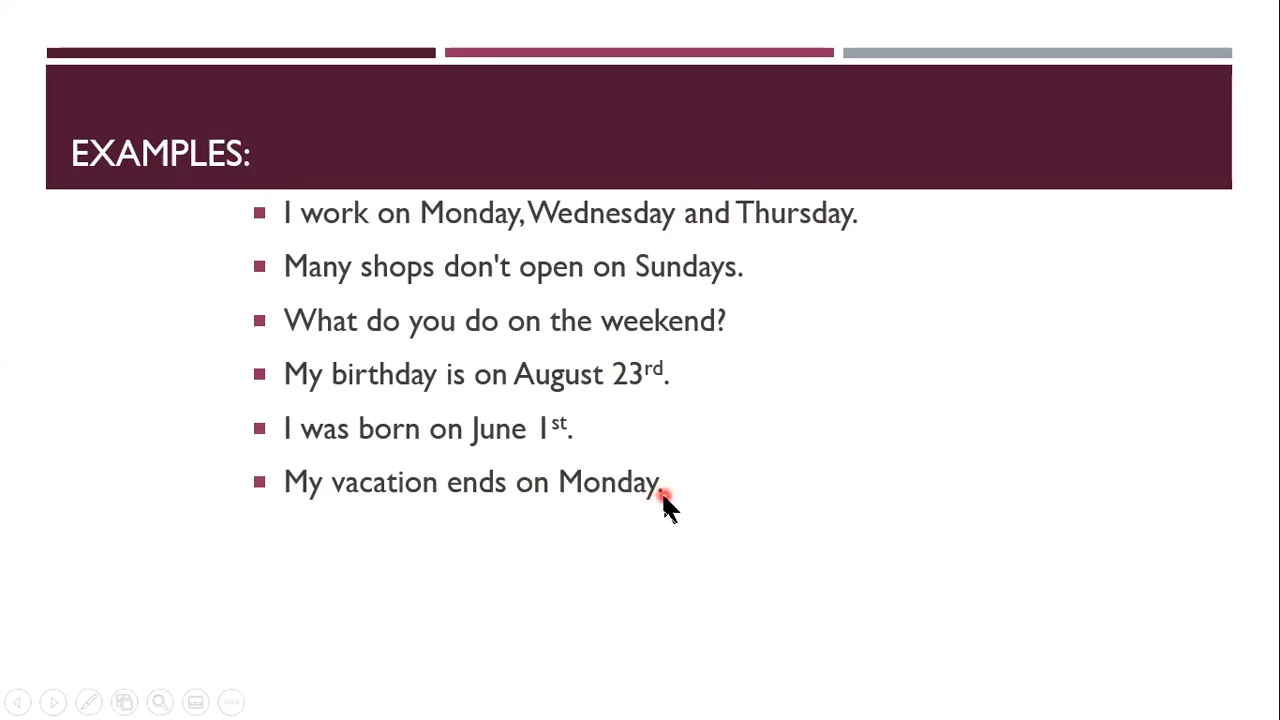 EXAMPLES:
I work on Monday, Wednesday and Thursday.
Many shops don't open on Sundays.
What do you do on the weekend?
My birthday is on August 23rd.
I was born on June 1st.
My vacation ends on Monday.